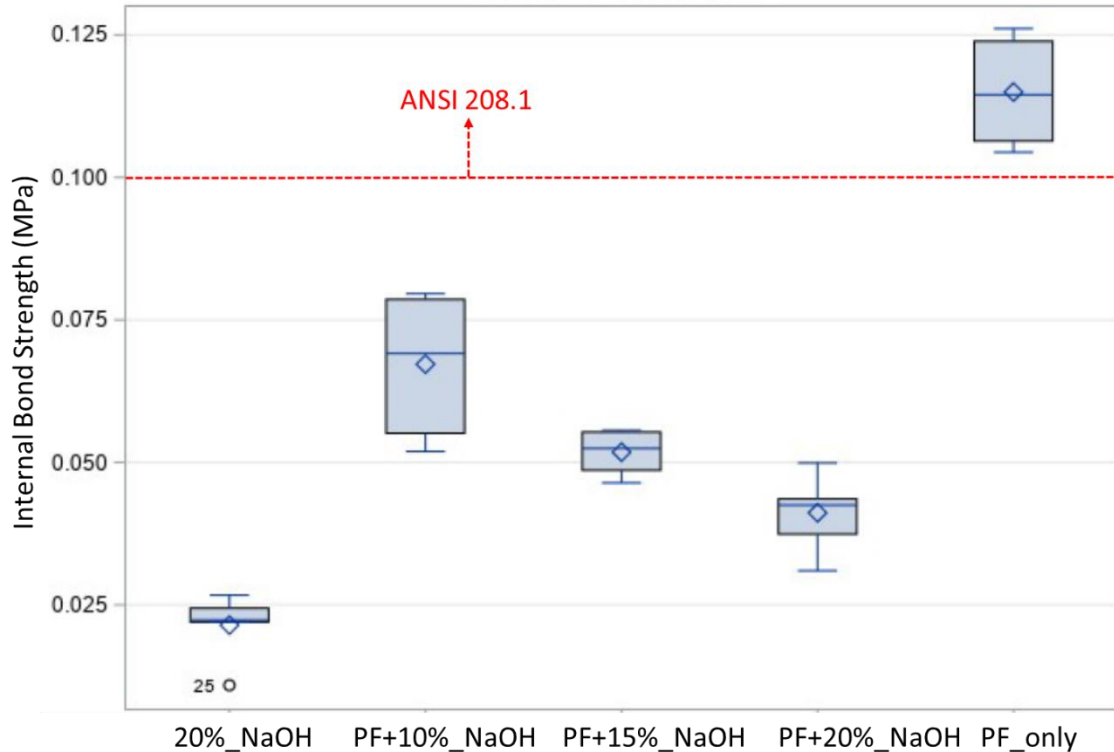 Internal Bond Strength (MPa)
0.125
0.100
0.075
0.050
0.025
ANSI 208.1
25
20%_NaOH
PF+10%_NaOH
PF+15%_NaOH
PF+20%_NaOH
PF_only